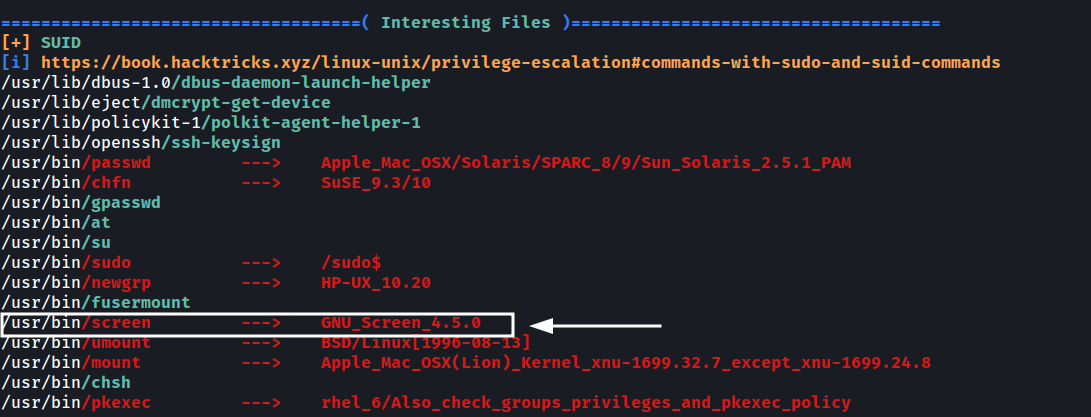 ====================================( Interesting Files )=====================================
[+] SUID
[i] https://book.hacktricks.xyz/linux-unix/privilege-escalation#commands-with-sudo-and-suid-commands
/usr/lib/dbus-1.0/dbus-daemon-launch-helper
/usr/lib/eject/dmcrypt-get-device
/usr/lib/policykit-1/polkit-agent-helper-1
/usr/lib/openssh/ssh-keysign
/usr/bin/passwd         --->    Apple_Mac_OSX/Solaris/SPARC_8/9/Sun_Solaris_2.5.1_PAM
/usr/bin/chfn           --->    SuSE_9.3/10
/usr/bin/gpasswd
/usr/bin/at
/usr/bin/su
/usr/bin/sudo           --->    /sudo$
/usr/bin/newgrp         --->    HP-UX_10.20
/usr/bin/fusermount
/usr/bin/screen         --->    GNU_Screen_4.5.0
/usr/bin/umount         --->    BSD/Linux[1996-08-13]
/usr/bin/mount          --->    Apple_Mac_OSX(Lion)_Kernel_xnu-1699.32.7_except_xnu-1699.24.8
/usr/bin/chsh
/usr/bin/pkexec         --->    rhel_6/Also_check_groups_privileges_and_pkexec_policy